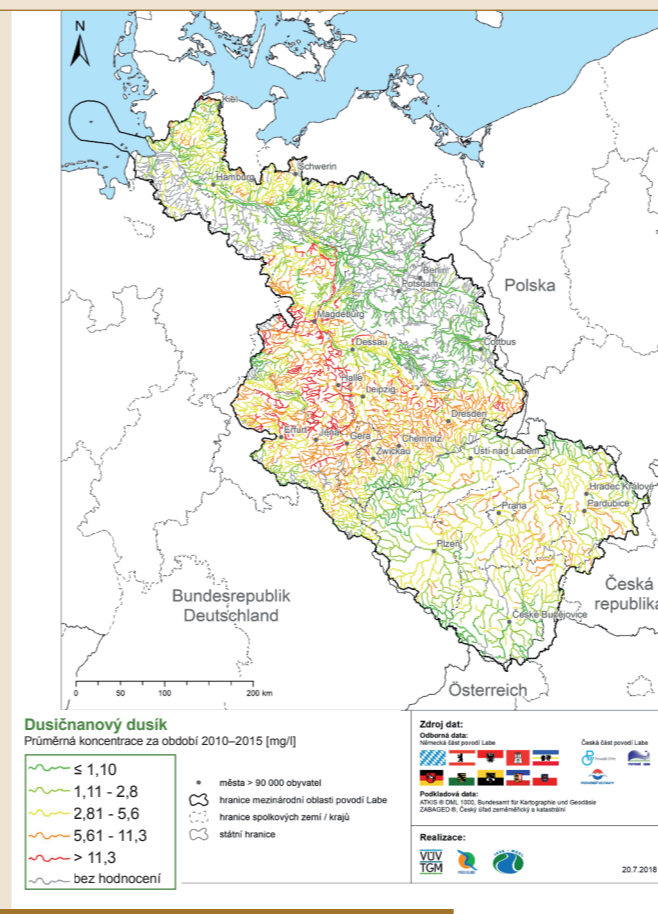 N
Kiel
Schwerin
Hamburg
Berlin
Potsdam
Polska
Magdeburg
Dessau
Cottbus
Halle
Leipzig
Dresden
Erfurt
Jena
Gera
Chemnitz
Zwickau
Ústí nad Labem
Hradec Králové
Praha
Pardubice
Plzeň
Bundesrepublik
Deutschland
Česká
republika
České Budějovice
Österreich
0 50 100 200 km
Dusičnanový dusík
Průměrná koncentrace za období 2010–2015 [mg/l]
≤ 1,10
1,11 - 2,8
2,81 - 5,6
5,61 - 11,3
> 11,3
bez hodnocení
města > 90 000 obyvatel
hranice mezinárodní oblasti povodí Labe
hranice spolkových zemí / krajů
státní hranice
Zdroj dat:
Odborná data:
Německá část povodí Labe Česká část povodí Labe
Podkladová data:
ATKIS ® DML 1000, Bundesamt für Kartographie und Geodäsie
ZABAGED ®, Český úřad zeměměřický a katastrální
Realizace:
VÚV
TGM
20.7.2018